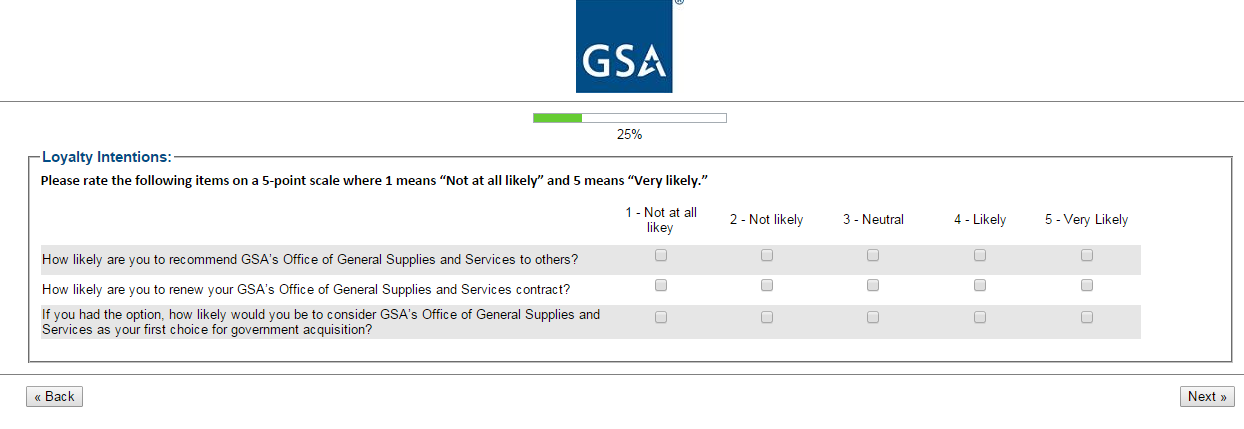 ®
GSA
25%
Loyalty Intentions:
Please rate the following items on a 5-point scale where 1 means “Not at all likely” and 5 means “Very likely.”
1 - Not at all
likey
2 - Not likely
3 - Neutral
4 - Likely
5 - Very Likely
How likely are you to recommend GSA's Office of General Supplies and Services to others?
How likely are you to renew your GSA's Office of General Supplies and Services contract?
If you had the option, how likely would you be to consider GSA's Office of General Supplies and
Services as your first choice for government acquisition?
« Back
Next »